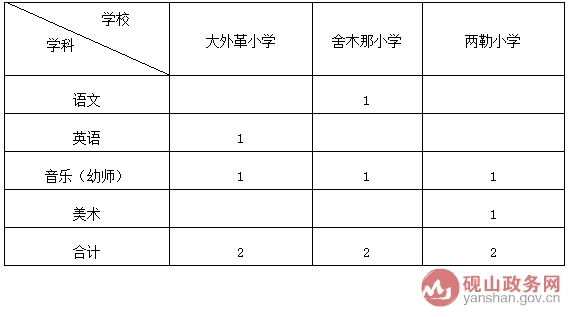 学校
学科 大外革小学 舍木那小学 两勒小学
语文 1
英语 1
音乐（幼师） 1 1 1
美术 1
合计 2 2 2
砚山政务网
yanshan.gov.cn